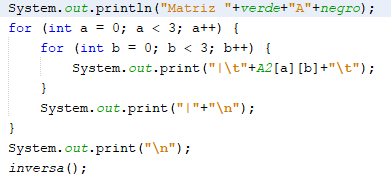 System.out.println("Matriz "+verde+"A"+negro);
for (int a = 0; a < 3; a++) {
    for (int b = 0; b < 3; b++) {
        System.out.print("|\t"+A2[a][b]+"\t");
    }
    System.out.print("|"+"\n");
}
System.out.print("\n");
inversa();